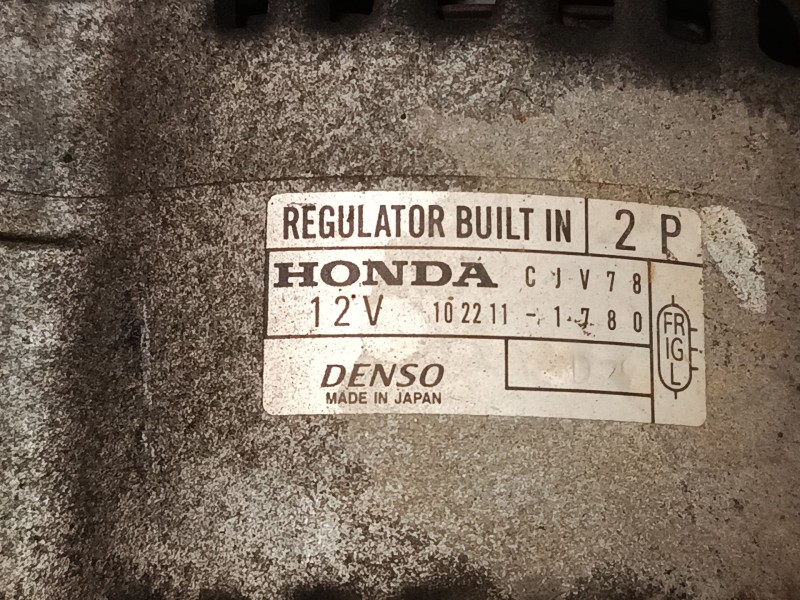 REGULATOR BUILT IN 2 P
HONDA CJV78
12V 102211-1780
DENSO
MADE IN JAPAN
FR
IG
L